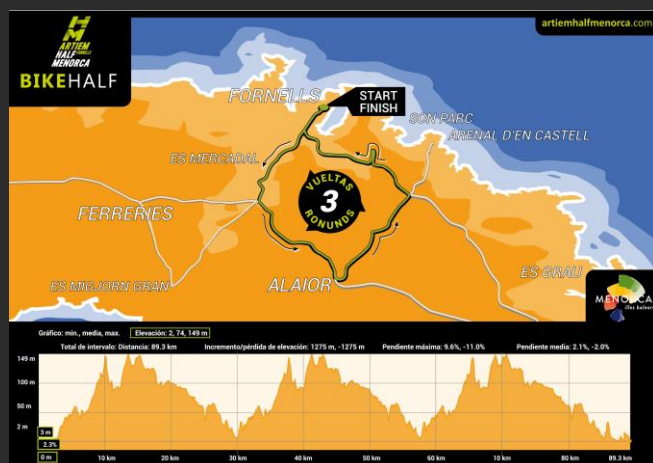 artiemhalfmenorca.com
ARTIEM
HALF
MENORCA
BIKEHALF
FORNELLS
START
FINISH
SON PARC
ARENAL D'EN CASTELL
ES MERCADAL
VUELTAS
3
RONUNDS
FERRERIES
ES MIGJORN GRAN
ALAIOR
ES GRAU
MENORCA
illes balears
Gráfico: min., media, max. Elevación: 2, 74, 149 m
Total de intervalo: Distancia: 89.3 km Incremento/pérdida de elevación: 1275 m, -1275 m Pendiente máxima: 9.6%, -11.0% Pendiente media: 2.1%, -2.0%
149 m
100 m
50 m
2 m
3 m
2.3%
0 m 10 km 20 km 30 km 40 km 50 km 60 km 70 km 80 km 89.3 km